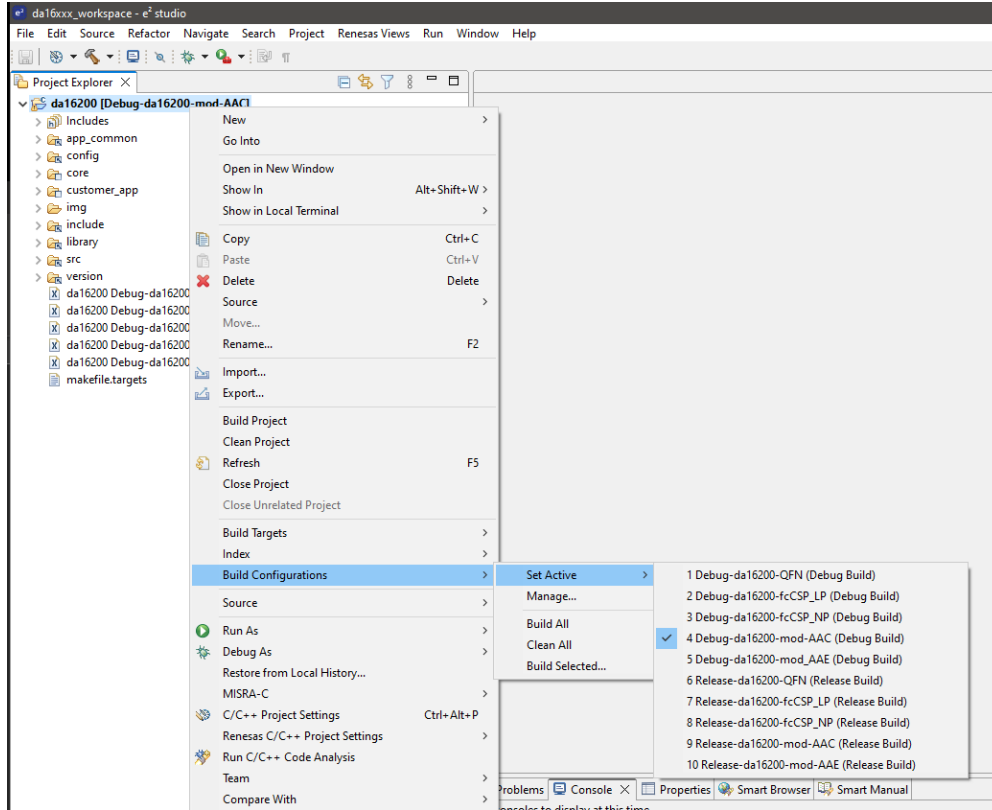 da16xxx_workspace - e² studio
File Edit Source Refactor Navigate Search Project Renesas Views Run Window Help
Project Explorer
da16200 [Debug-da16200-mod-AAC]
Includes
app_common
config
core
customer_app
img
include
library
src
version
da16200 Debug-da16200
da16200 Debug-da16200
da16200 Debug-da16200
da16200 Debug-da16200
da16200 Debug-da16200
makefile.targets
New
Go Into
Open in New Window
Show In Alt+Shift+W >
Show in Local Terminal
Copy Ctrl+C
Paste Ctrl+V
Delete Delete
Source
Move...
Rename... F2
Import...
Export...
Build Project
Clean Project
Refresh F5
Close Project
Close Unrelated Project
Build Targets
Index
Build Configurations
Source
Run As
Debug As
Restore from Local History...
MISRA-C
C/C++ Project Settings Ctrl+Alt+P
Renesas C/C++ Project Settings
Run C/C++ Code Analysis
Team
Compare With
Set Active
Manage...
Build All
Clean All
Build Selected...
1 Debug-da16200-QFN (Debug Build)
2 Debug-da16200-fcCSP_LP (Debug Build)
3 Debug-da16200-fcCSP_NP (Debug Build)
4 Debug-da16200-mod-AAC (Debug Build)
5 Debug-da16200-mod_AAE (Debug Build)
6 Release-da16200-QFN (Release Build)
7 Release-da16200-fcCSP_LP (Release Build)
8 Release-da16200-fcCSP_NP (Release Build)
9 Release-da16200-mod-AAC (Release Build)
10 Release-da16200-mod-AAE (Release Build)
Problems Console Properties Smart Browser Smart Manual
to display at this time.